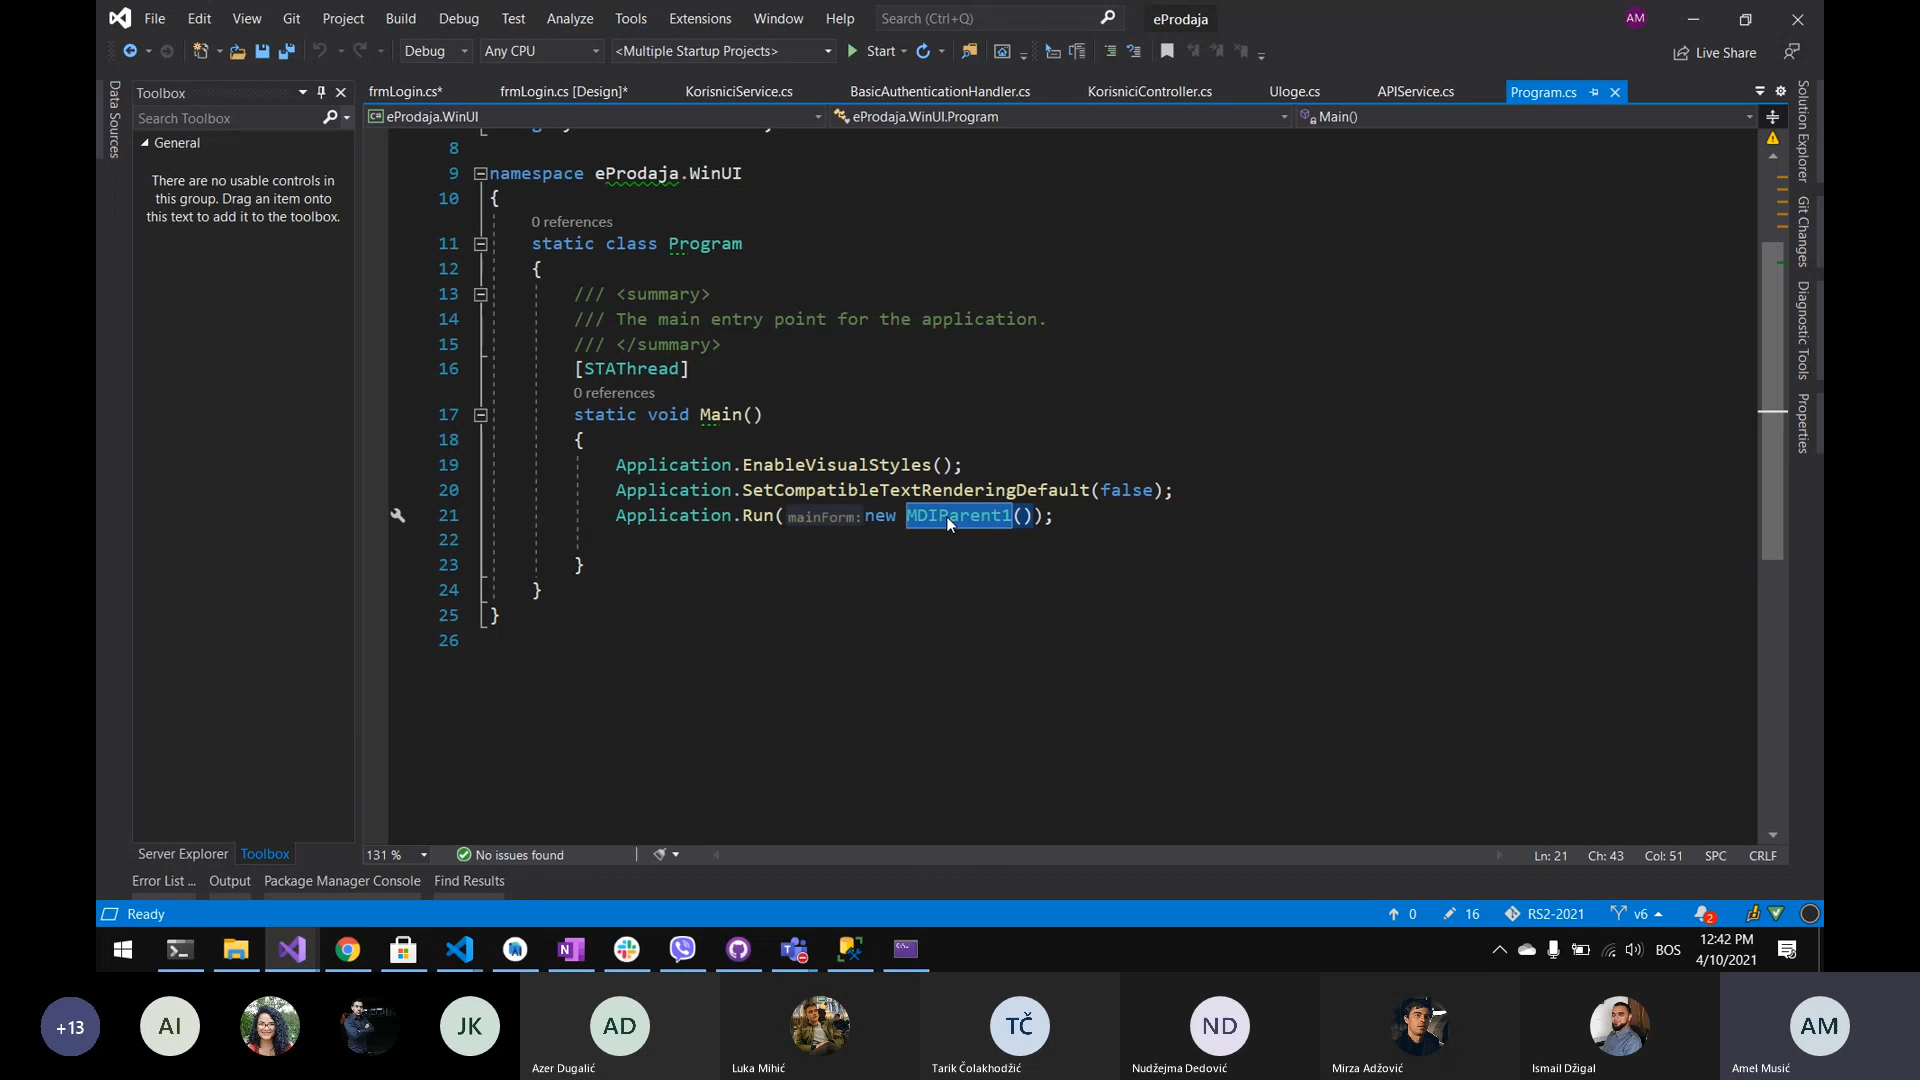 File Edit View Git Project Build Debug Test Analyze Tools Extensions Window Help Search (Ctrl+Q) eProdaja AM
Debug Any CPU <Multiple Startup Projects> Start Live Share
Data Sources
Toolbox
Search Toolbox
General
There are no usable controls in
this group. Drag an item onto
this text to add it to the toolbox.
Server Explorer Toolbox
frmLogin.cs* frmLogin.cs [Design]* KorisniciService.cs BasicAuthenticationHandler.cs KorisniciController.cs Uloge.cs APIService.cs Program.cs
eProdaja.WinUI eProdaja.WinUI.Program Main()
8
9 namespace eProdaja.WinUI
10 {
0 references
11 static class Program
12 {
13 /// <summary>
14 /// The main entry point for the application.
15 /// </summary>
16 [STAThread]
0 references
17 static void Main()
18 {
19 Application.EnableVisualStyles();
20 Application.SetCompatibleTextRenderingDefault(false);
21 Application.Run(mainForm:new MDIParent1());
22
23 }
24 }
25 }
26
Solution Explorer
Git Changes
Diagnostic Tools
Properties
131 % No issues found Ln: 21 Ch: 43 Col: 51 SPC CRLF
Error List ... Output Package Manager Console Find Results
Ready 0 16 RS2-2021 v6 2
BOS 12:42 PM
4/10/2021
+13 AI JK AD TČ ND AM
Azer Dugalić Luka Mihić Tarik Čolakhodžić Nudžejma Dedović Mirza Adžović Ismail Džigal Amel Musić